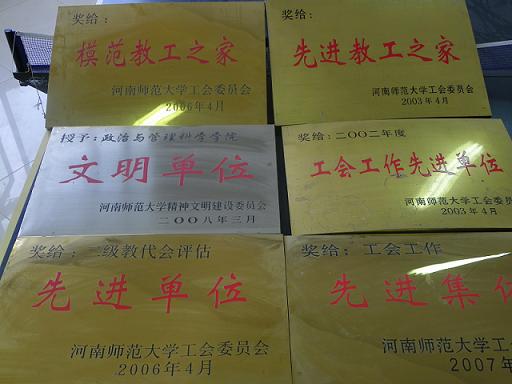 奖给：
模范教工之家
河南师范大学工会委员会
2006年4月
奖给：
先进教工之家
河南师范大学工会委员会
2003年4月
授予：政治与管理科学学院
文明单位
河南师范大学精神文明建设委员会
二〇〇八年三月
奖给：二〇〇二年度
工会工作先进单位
河南师范大学工会委员会
2003年4月
奖给：二级教代会评估
先进单位
河南师范大学工会委员会
2006年4月
奖给：工会工作
先进集体
河南师范大学工会
2007年